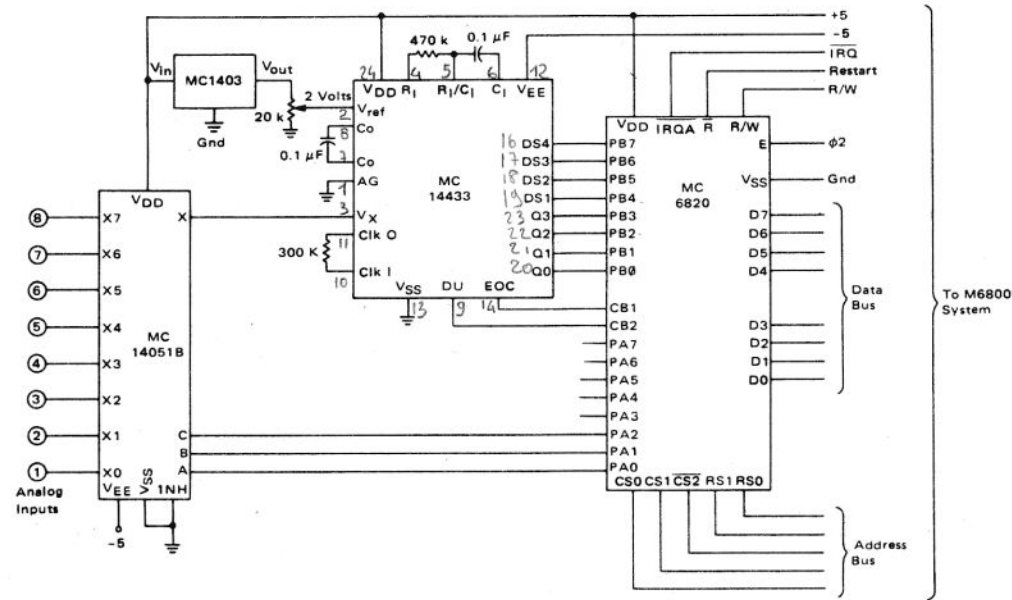 +5
-5
IRQ
Restart
R/W
470 k
0.1 μF
Vin
MC1403
Vout
Gnd
20 k
2 Volts
24
4
5
6
12
VDD RI RI/CI CI VEE
Vref
2
8
Co
0.1 μF
7
Co
AG
1
3
VX
11
Clk O
300 K
Clk I
10
MC
14433
VSS DU EOC
13 9 14
16 DS4
17 DS3
18 DS2
19 DS1
23 Q3
22 Q2
21 Q1
20 Q0
VDD IRQA R R/W
PB7
PB6
PB5
PB4
PB3
PB2
PB1
PBØ
CB1
CB2
PA7
PA6
PA5
PA4
PA3
PA2
PA1
PA0
MC
6820
E
φ2
VSS
Gnd
D7
D6
D5
D4
D3
D2
D1
D0
Data
Bus
To M6800
System
CS0 CS1 CS2 RS1 RS0
Address
Bus
VDD
8 X7
7 X6
6 X5
5 X4
4 X3
3 X2
2 X1
1 X0
X
MC
14051B
C
B
A
VEE VSS 1NH
Analog
Inputs
-5